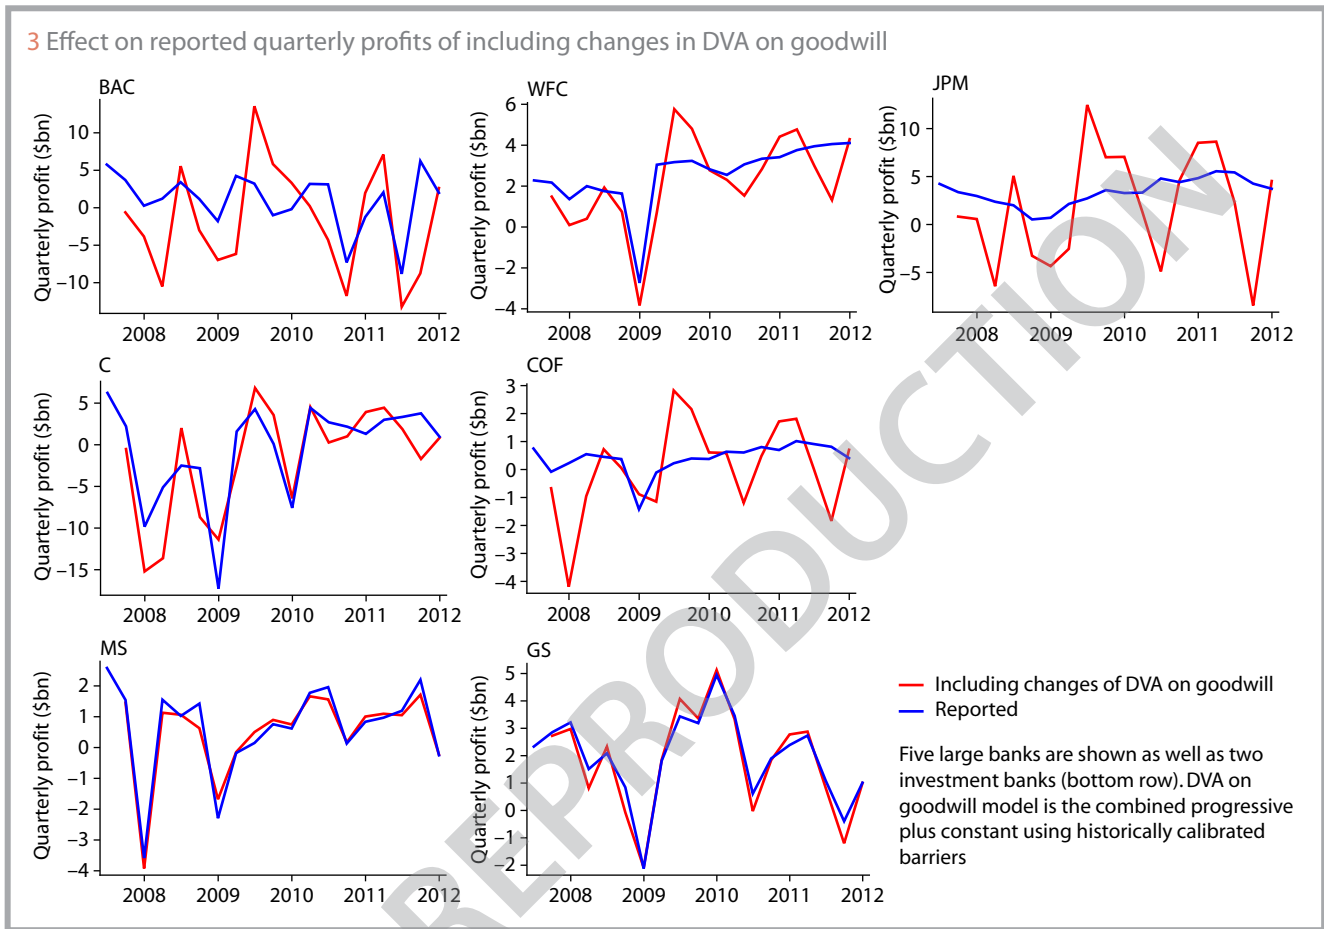 3 Effect on reported quarterly profits of including changes in DVA on goodwill
BAC
Quarterly profit ($bn)
10
5
0
−5
−10
2008 2009 2010 2011 2012
WFC
Quarterly profit ($bn)
6
4
2
0
−2
−4
2008 2009 2010 2011 2012
JPM
Quarterly profit ($bn)
10
5
0
−5
2008 2009 2010 2011 2012
C
Quarterly profit ($bn)
5
0
−5
−10
−15
2008 2009 2010 2011 2012
COF
Quarterly profit ($bn)
3
2
1
0
−1
−2
−3
−4
2008 2009 2010 2011 2012
MS
Quarterly profit ($bn)
2
1
0
−1
−2
−3
−4
2008 2009 2010 2011 2012
GS
Quarterly profit ($bn)
5
4
3
2
1
0
−1
−2
2008 2009 2010 2011 2012
Including changes of DVA on goodwill
Reported
Five large banks are shown as well as two
investment banks (bottom row). DVA on
goodwill model is the combined progressive
plus constant using historically calibrated
barriers
REPRODUCTION